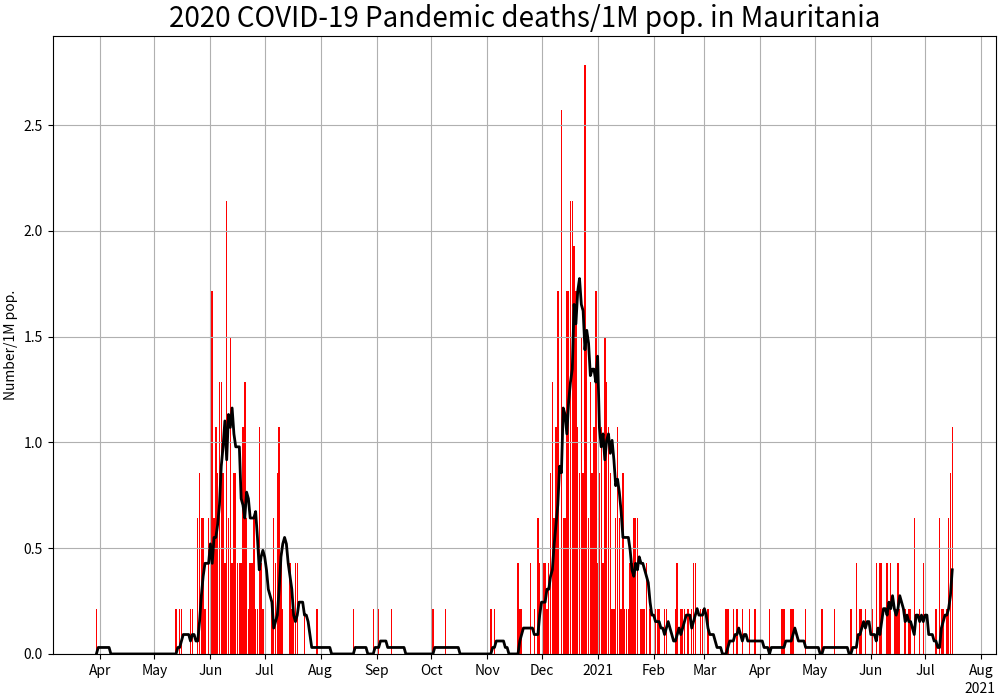 2020 COVID-19 Pandemic deaths/1M pop. in Mauritania
Number/1M pop.
2.5
2.0
1.5
1.0
0.5
0.0
Apr May Jun Jul Aug Sep Oct Nov Dec 2021 Feb Mar Apr May Jun Jul Aug
2021